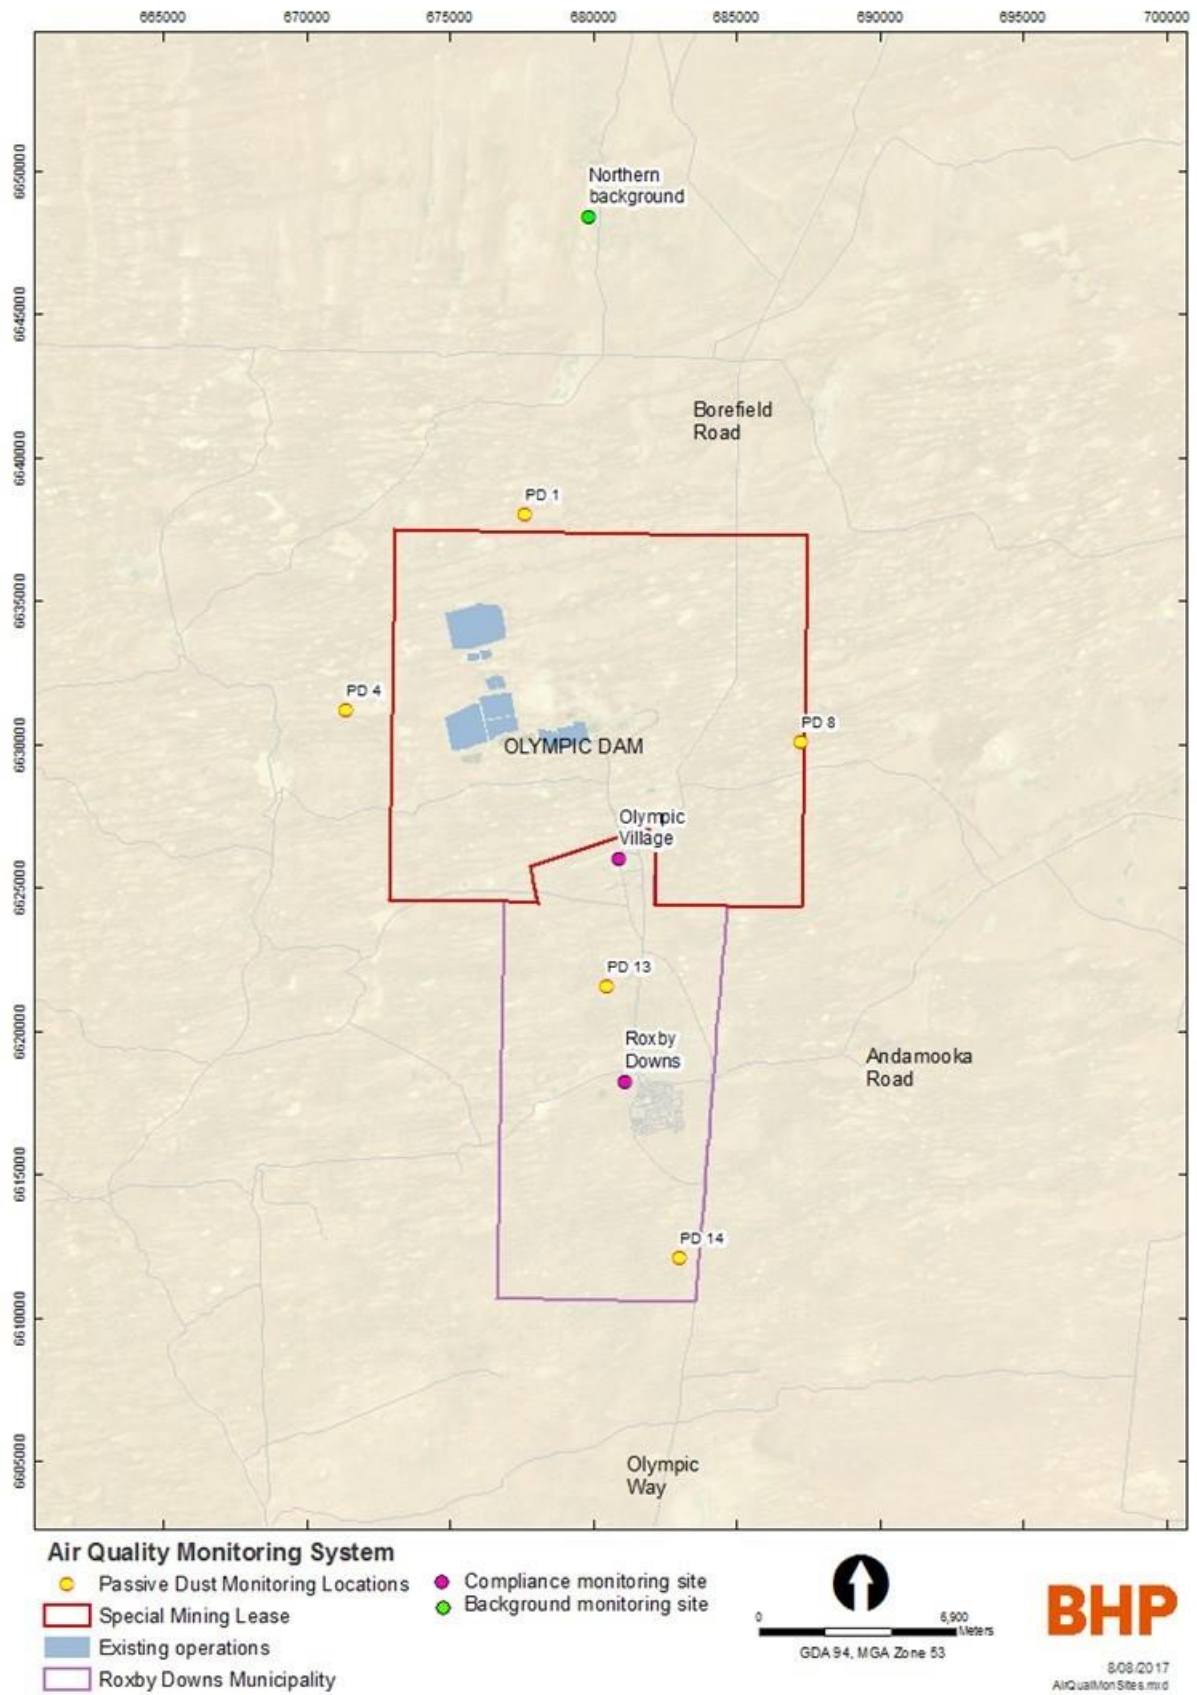 665000 670000 675000 680000 685000 690000 695000 700000
6650000
6645000
6640000
6635000
6630000
6625000
6620000
6615000
6610000
6605000
Northern
background
Borefield
Road
PD 1
PD 4
PD 8
OLYMPIC DAM
Olympic
Village
PD 13
Roxby
Downs
Andamooka
Road
PD 14
Olympic
Way
Air Quality Monitoring System
Passive Dust Monitoring Locations
Special Mining Lease
Existing operations
Roxby Downs Municipality
Compliance monitoring site
Background monitoring site
0 6,900
Meters
GDA 94, MGA Zone 53
BHP
8/08/2017
AirQualMonSites.mxd